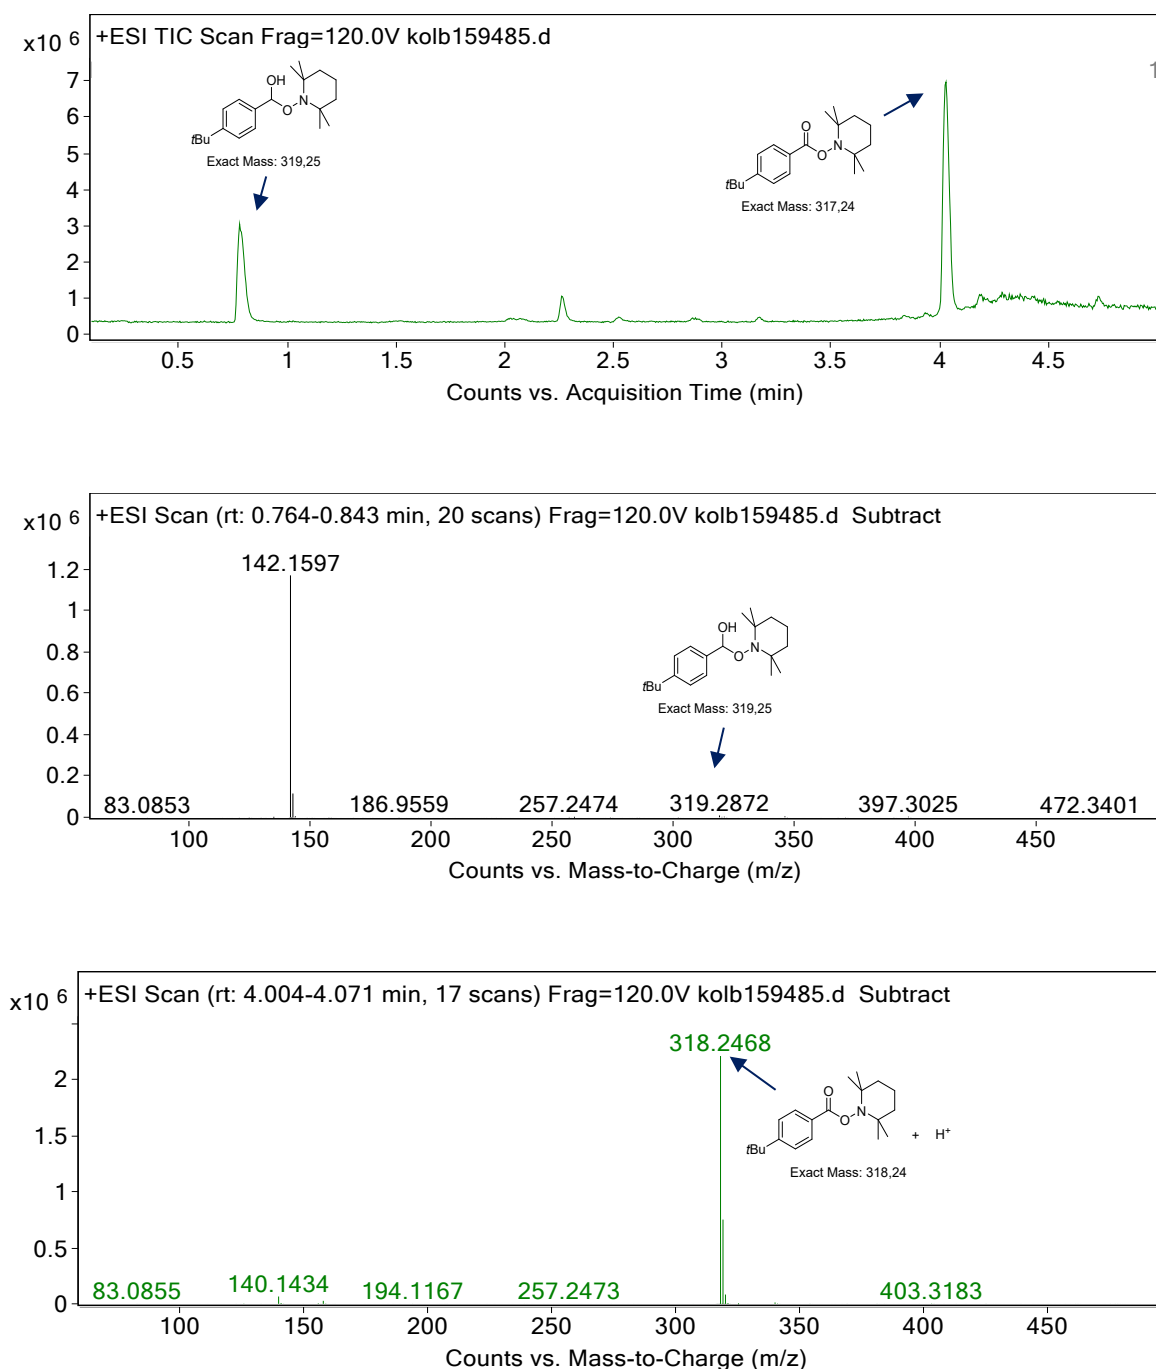 x10 6
+ESI TIC Scan Frag=120.0V kolb159485.d
1
7
6
5
4
3
2
1
0
OH
O
N
tBu
Exact Mass: 319,25
O
O
N
tBu
Exact Mass: 317,24
0.5 1 1.5 2 2.5 3 3.5 4 4.5
Counts vs. Acquisition Time (min)
x10 6
+ESI Scan (rt: 0.764-0.843 min, 20 scans) Frag=120.0V kolb159485.d Subtract
1.2
1
0.8
0.6
0.4
0.2
0
142.1597
OH
O
N
tBu
Exact Mass: 319,25
83.0853 186.9559 257.2474 319.2872 397.3025 472.3401
100 150 200 250 300 350 400 450
Counts vs. Mass-to-Charge (m/z)
x10 6
+ESI Scan (rt: 4.004-4.071 min, 17 scans) Frag=120.0V kolb159485.d Subtract
2
1.5
1
0.5
0
318.2468
O
O
N
tBu
+ H+
Exact Mass: 318,24
83.0855 140.1434 194.1167 257.2473 403.3183
100 150 200 250 300 350 400 450
Counts vs. Mass-to-Charge (m/z)